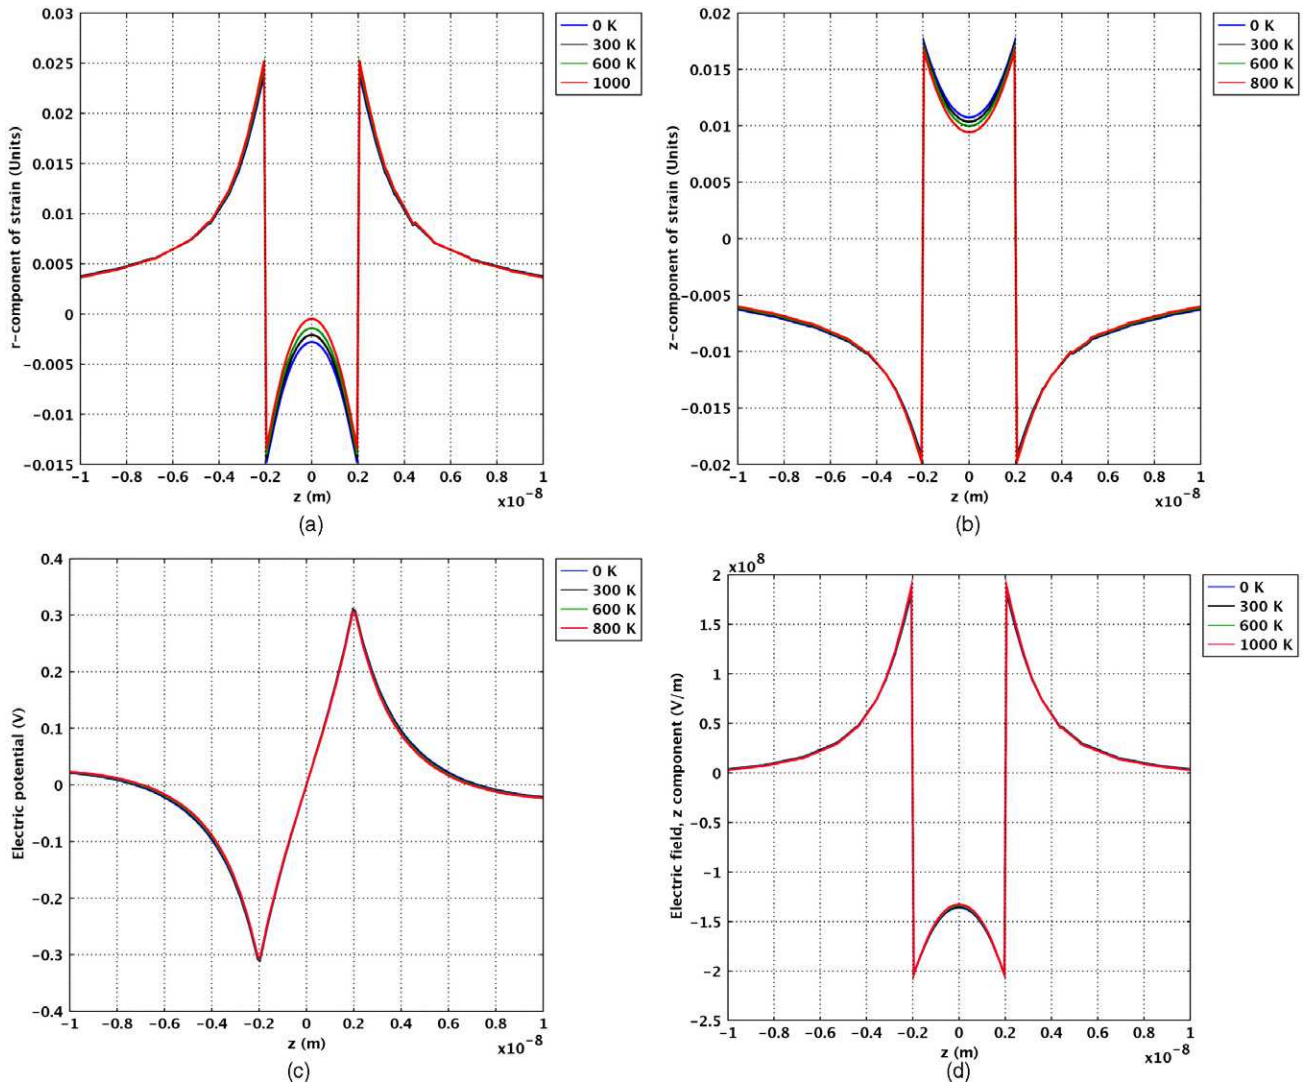 0.03
0.025
0.02
0.015
0.01
0.005
0
−0.005
−0.01
−0.015
r−component of strain (Units)
−1 −0.8 −0.6 −0.4 −0.2 0 0.2 0.4 0.6 0.8 1
z (m)
x10−8
0 K
300 K
600 K
1000
(a)
0.02
0.015
0.01
0.005
0
−0.005
−0.01
−0.015
−0.02
z−component of strain (Units)
−1 −0.8 −0.6 −0.4 −0.2 0 0.2 0.4 0.6 0.8 1
z (m)
x10−8
0 K
300 K
600 K
800 K
(b)
0.4
0.3
0.2
0.1
0
−0.1
−0.2
−0.3
−0.4
Electric potential (V)
−1 −0.8 −0.6 −0.4 −0.2 0 0.2 0.4 0.6 0.8 1
z (m)
x10−8
0 K
300 K
600 K
800 K
(c)
x108
2
1.5
1
0.5
0
−0.5
−1
−1.5
−2
−2.5
Electric field, z component (V/m)
−1 −0.8 −0.6 −0.4 −0.2 0 0.2 0.4 0.6 0.8 1
z (m)
x10−8
0 K
300 K
600 K
1000 K
(d)